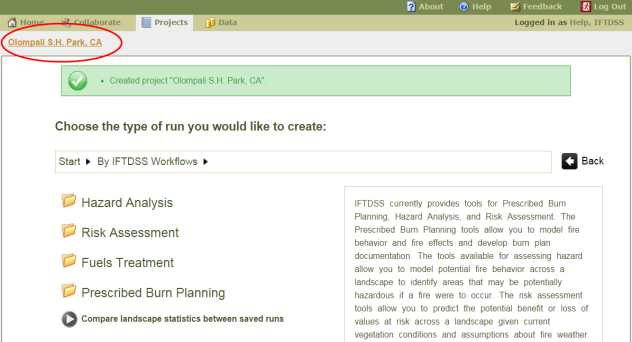 About Help Feedback Log Out
Home Collaborate Projects Data Logged in as Help, IFTDSS
Olompali S.H. Park, CA
• Created project "Olompali S.H. Park, CA".
Choose the type of run you would like to create:
Start ▶ By IFTDSS Workflows ▶ Back
Hazard Analysis
Risk Assessment
Fuels Treatment
Prescribed Burn Planning
Compare landscape statistics between saved runs
IFTDSS currently provides tools for Prescribed Burn
Planning, Hazard Analysis, and Risk Assessment. The
Prescribed Burn Planning tools allow you to model fire
behavior and fire effects and develop burn plan
documentation. The tools available for assessing hazard
allow you to model potential fire behavior across a
landscape to identify areas that may be potentially
hazardous if a fire were to occur. The risk assessment
tools allow you to predict the potential benefit or loss of
values at risk across a landscape given current
vegetation conditions and assumptions about fire weather.